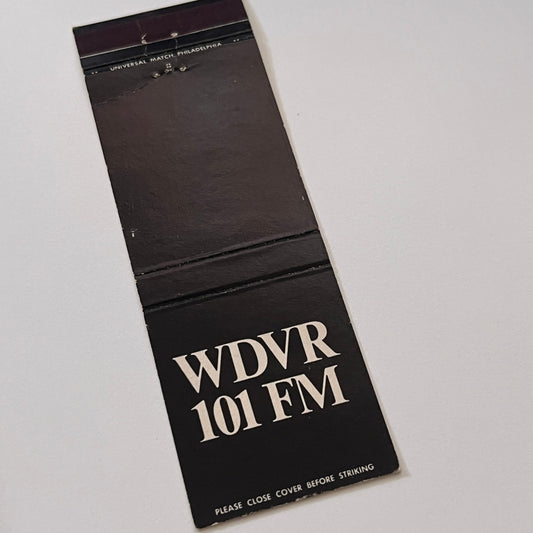 UNIVERSAL MATCH, PHILADELPHIA
WDVR
101 FM
PLEASE CLOSE COVER BEFORE STRIKING